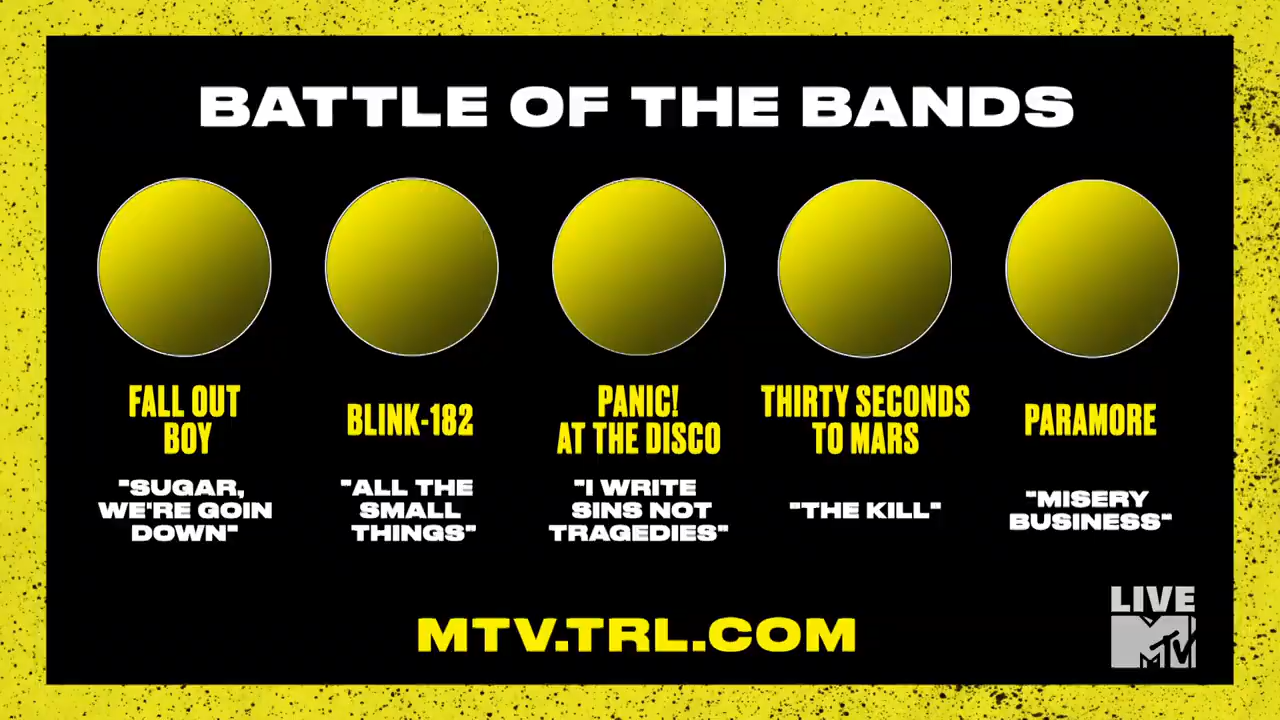 BATTLE OF THE BANDS
FALL OUT
BOY
"SUGAR,
WE'RE GOIN
DOWN"
BLINK-182
"ALL THE
SMALL
THINGS"
PANIC!
AT THE DISCO
"I WRITE
SINS NOT
TRAGEDIES"
THIRTY SECONDS
TO MARS
"THE KILL"
PARAMORE
"MISERY
BUSINESS"
MTV.TRL.COM
LIVE
MTV